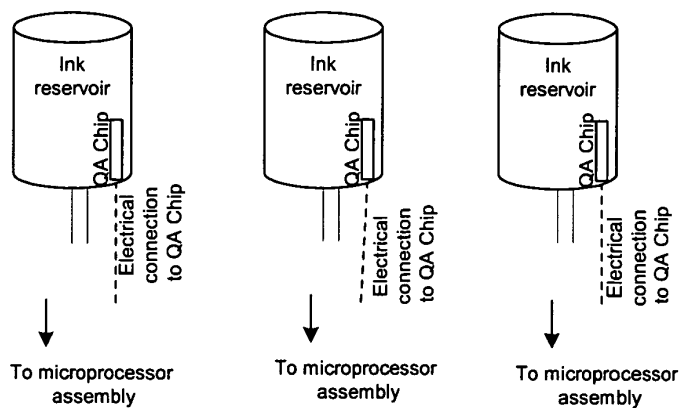 Ink
reservoir
QA Chip
Electrical
connection
to QA Chip
To microprocessor
assembly
Ink
reservoir
QA Chip
Electrical
connection
to QA Chip
To microprocessor
assembly
Ink
reservoir
QA Chip
Electrical
connection
to QA Chip
To microprocessor
assembly